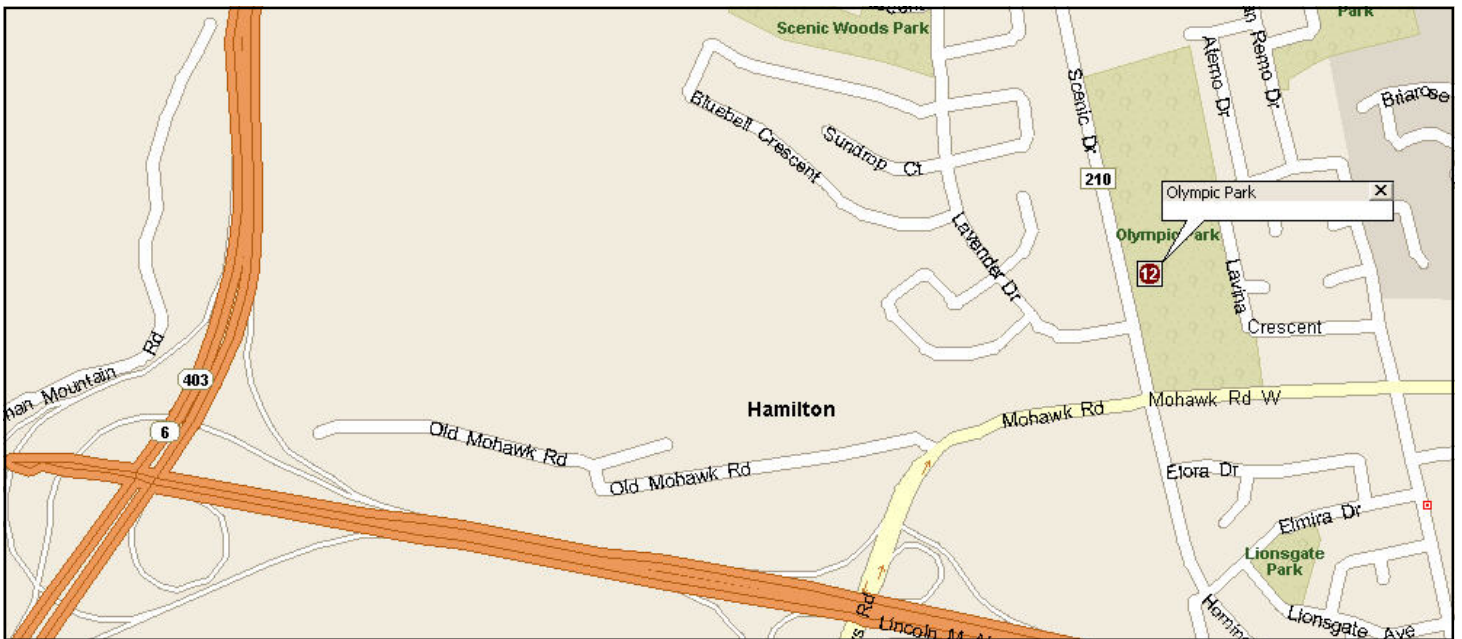 Scenic Woods Park
Park
Scenic Dr
Atemo Dr
Remo Dr
Briarose
Bluebell Crescent
Sundrop Ct
210
Olympic Park
Olympic Park
12
Lavender Dr
Lavina
Crescent
Mountain Rd
403
6
Hamilton
Mohawk Rd
Mohawk Rd W
Old Mohawk Rd
Old Mohawk Rd
Elora Dr
Elmira Dr
Lionsgate
Park
Lionsgate Ave
Rd
Lincoln M